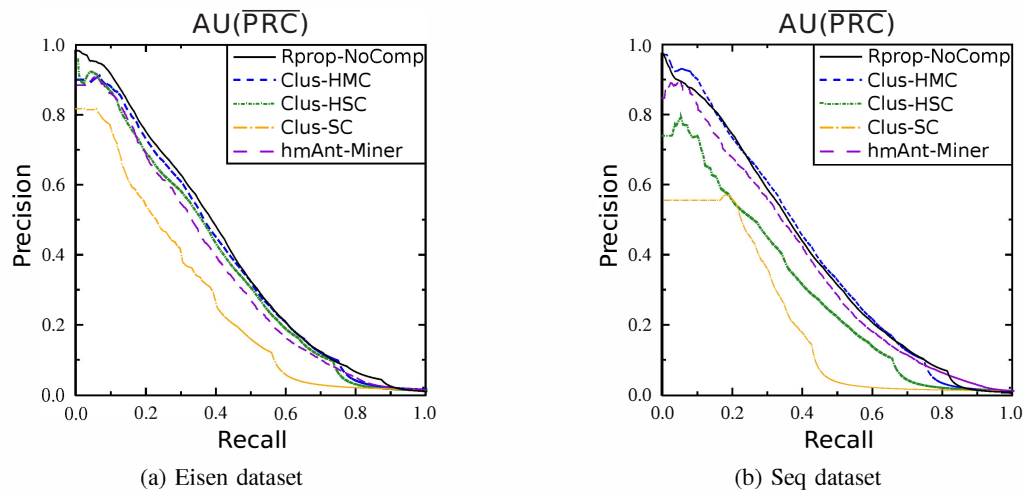 AU(PRC)
Precision
1.0
0.8
0.6
0.4
0.2
0.0
Rprop-NoComp
Clus-HMC
Clus-HSC
Clus-SC
hmAnt-Miner
0.0 0.2 0.4 0.6 0.8 1.0
Recall
(a) Eisen dataset
AU(PRC)
Precision
1.0
0.8
0.6
0.4
0.2
0.0
Rprop-NoComp
Clus-HMC
Clus-HSC
Clus-SC
hmAnt-Miner
0.0 0.2 0.4 0.6 0.8 1.0
Recall
(b) Seq dataset